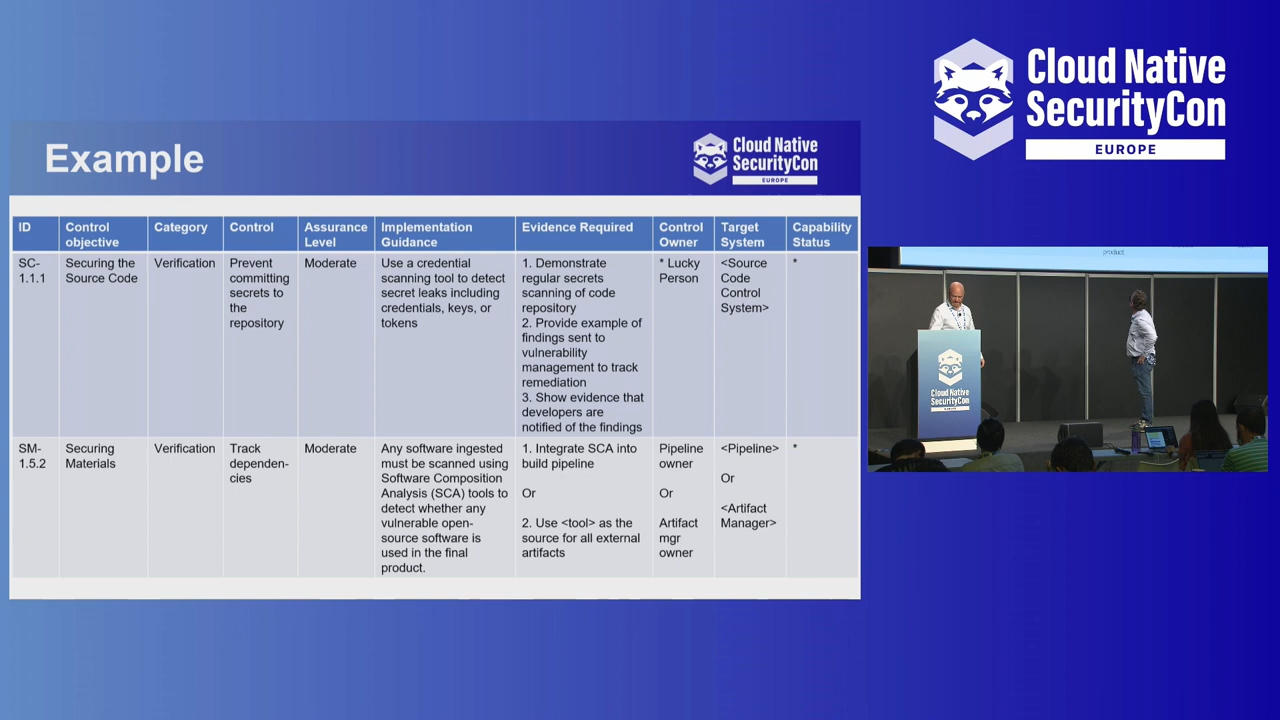 Cloud Native
SecurityCon
EUROPE
Example
Cloud Native
SecurityCon
EUROPE
ID
Control
objective
Category
Control
Assurance
Level
Implementation
Guidance
Evidence Required
Control
Owner
Target
System
Capability
Status
SC-
1.1.1
Securing the
Source Code
Verification
Prevent
committing
secrets to
the
repository
Moderate
Use a credential
scanning tool to detect
secret leaks including
credentials, keys, or
tokens
1. Demonstrate
regular secrets
scanning of code
repository
2. Provide example of
findings sent to
vulnerability
management to track
remediation
3. Show evidence that
developers are
notified of the findings
* Lucky
Person
<Source
Code
Control
System>
*
SM-
1.5.2
Securing
Materials
Verification
Track
dependen-
cies
Moderate
Any software ingested
must be scanned using
Software Composition
Analysis (SCA) tools to
detect whether any
vulnerable open-
source software is
used in the final
product.
1. Integrate SCA into
build pipeline
Or
2. Use <tool> as the
source for all external
artifacts
Pipeline
owner
Or
Artifact
mgr
owner
<Pipeline>
Or
<Artifact
Manager>
*
product.
Cloud Native
SecurityCon
EUROPE